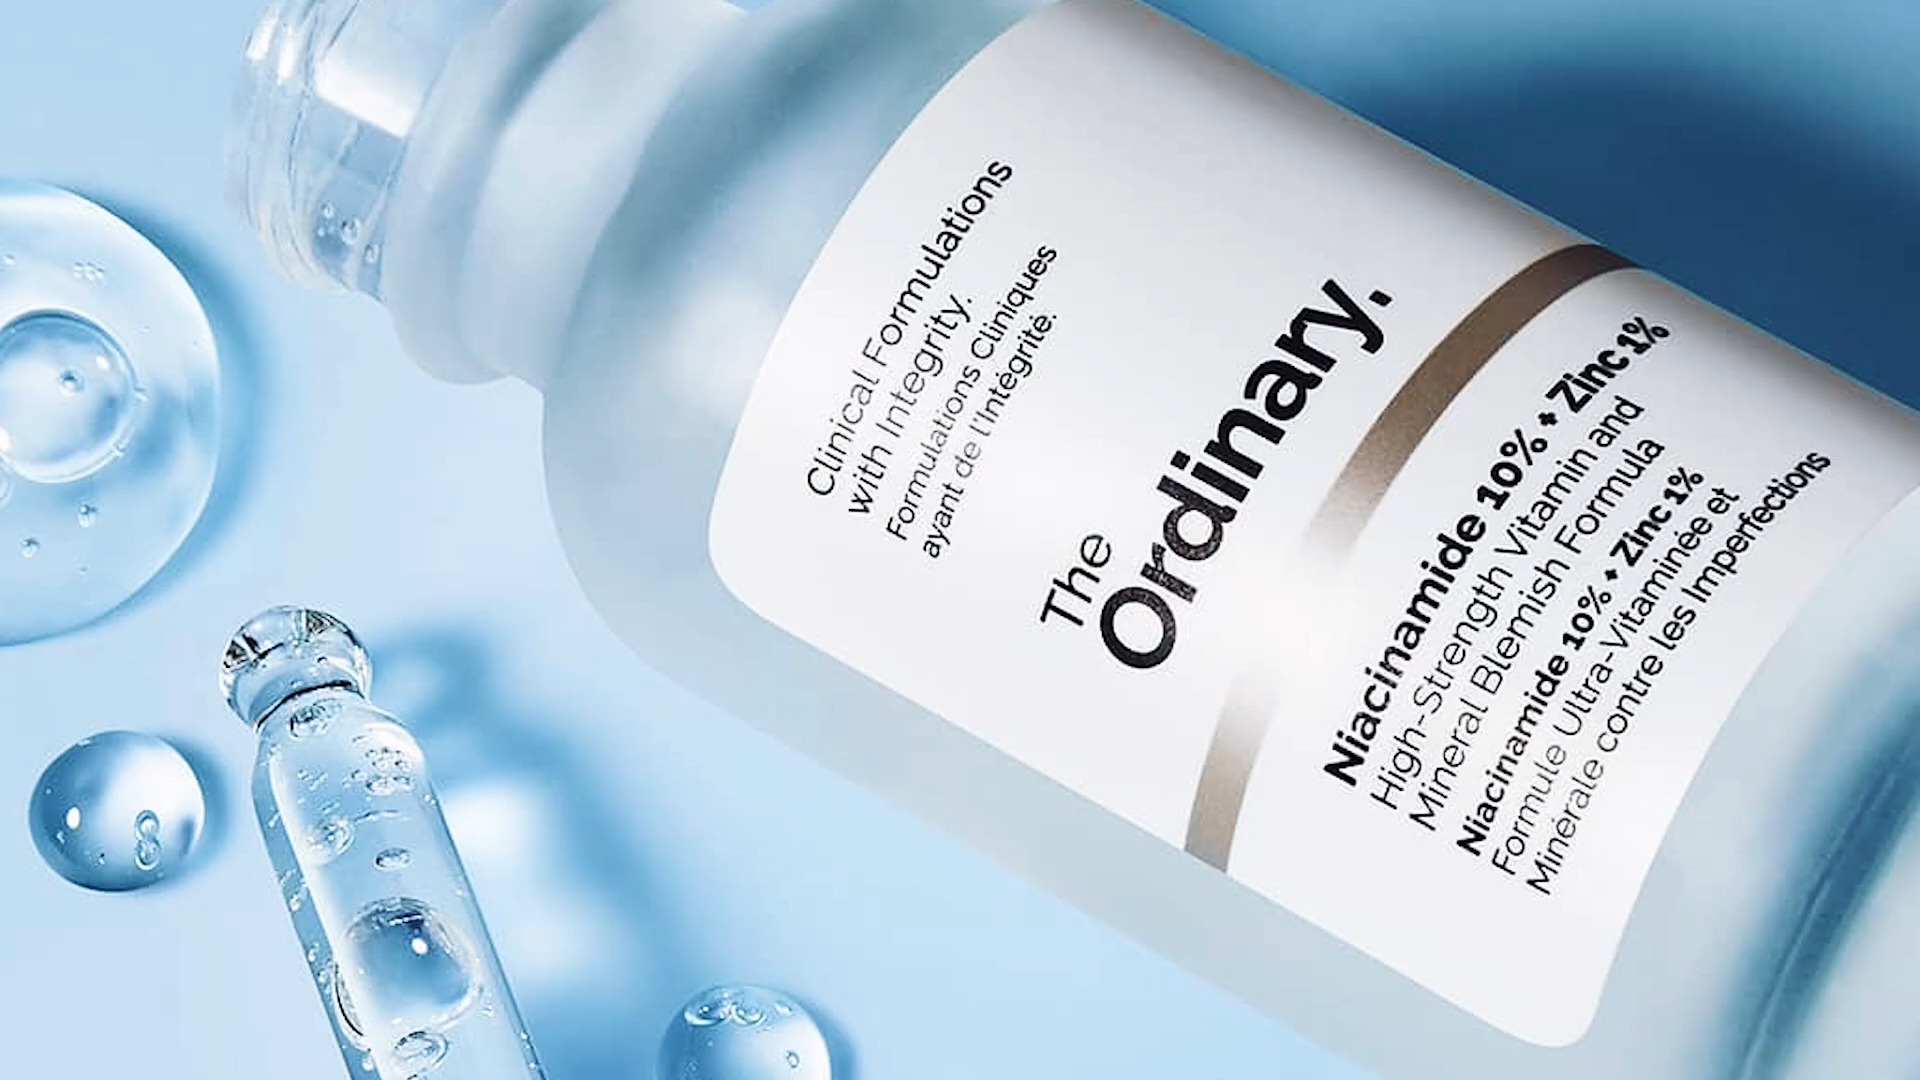 Clinical Formulations
with Integrity.
Formulations Cliniques
ayant de l'Intégrité.
The
Ordinary.
Niacinamide 10% + Zinc 1%
High-Strength Vitamin and
Mineral Blemish Formula
Niacinamide 10% + Zinc 1%
Formule Ultra-Vitaminée et
Minérale contre les Imperfections